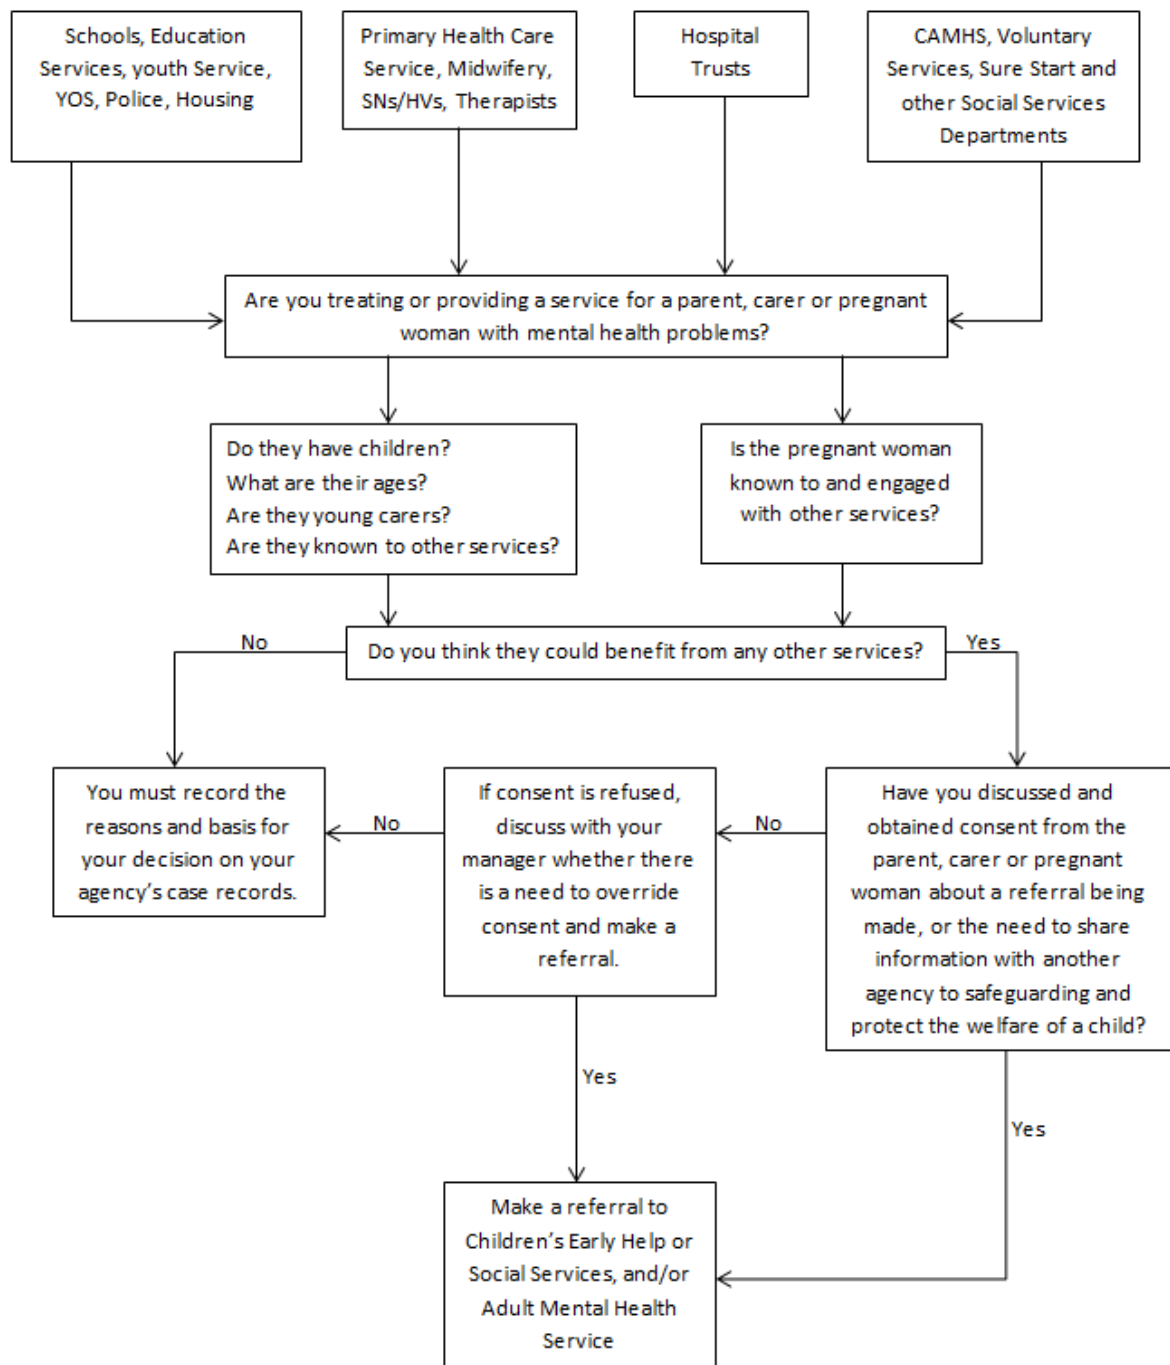 Schools, Education
Services, youth Service,
YOS, Police, Housing
Primary Health Care
Service, Midwifery,
SNs/HVs, Therapists
Hospital
Trusts
CAMHS, Voluntary
Services, Sure Start and
other Social Services
Departments
Are you treating or providing a service for a parent, carer or pregnant
woman with mental health problems?
Do they have children?
What are their ages?
Are they young carers?
Are they known to other services?
Is the pregnant woman
known to and engaged
with other services?
No
Do you think they could benefit from any other services?
Yes
You must record the
reasons and basis for
your decision on your
agency's case records.
No
If consent is refused,
discuss with your
manager whether there
is a need to override
consent and make a
referral.
No
Have you discussed and
obtained consent from the
parent, carer or pregnant
woman about a referral being
made, or the need to share
information with another
agency to safeguarding and
protect the welfare of a child?
Yes
Yes
Make a referral to
Children's Early Help or
Social Services, and/or
Adult Mental Health
Service